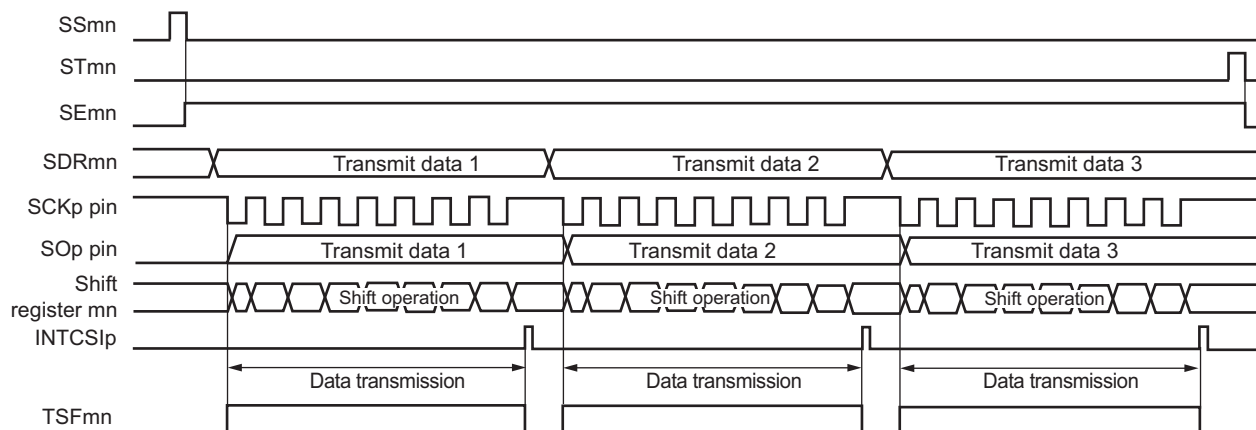 SSmn
STmn
SEmn
SDRmn Transmit data 1 Transmit data 2 Transmit data 3
SCKp pin
SOp pin Transmit data 1 Transmit data 2 Transmit data 3
Shift
register mn Shift operation Shift operation Shift operation
INTCSIp
Data transmission Data transmission Data transmission
TSFmn